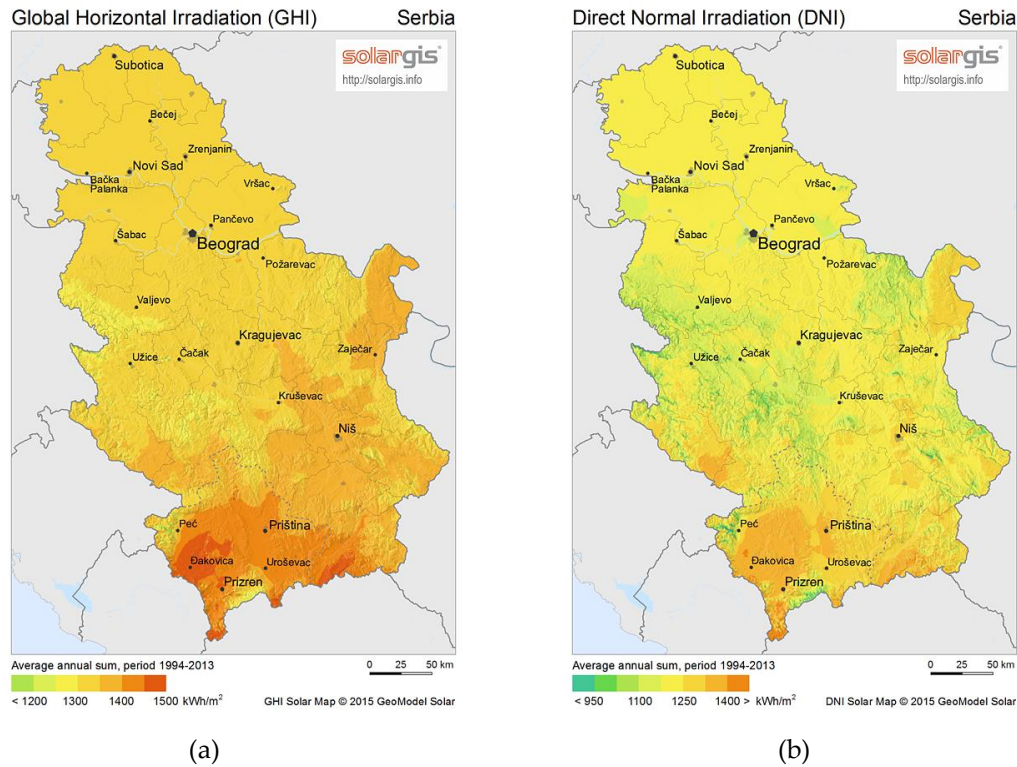 Global Horizontal Irradiation (GHI) Serbia
solargis
http://solargis.info
Subotica
Bečej
Zrenjanin
Novi Sad
Bačka
Palanka
Vršac
Pančevo
Šabac
Beograd
Požarevac
Valjevo
Kragujevac
Užice
Čačak
Zaječar
Kruševac
Niš
Peć
Priština
Đakovica
Uroševac
Prizren
Average annual sum, period 1994-2013
0 25 50 km
< 1200 1300 1400 1500 kWh/m²
GHI Solar Map © 2015 GeoModel Solar
(a)
Direct Normal Irradiation (DNI) Serbia
solargis
http://solargis.info
Subotica
Bečej
Zrenjanin
Novi Sad
Bačka
Palanka
Vršac
Pančevo
Šabac
Beograd
Požarevac
Valjevo
Kragujevac
Užice
Čačak
Zaječar
Kruševac
Niš
Peć
Priština
Đakovica
Uroševac
Prizren
Average annual sum, period 1994-2013
0 25 50 km
< 950 1100 1250 1400 > kWh/m²
DNI Solar Map © 2015 GeoModel Solar
(b)